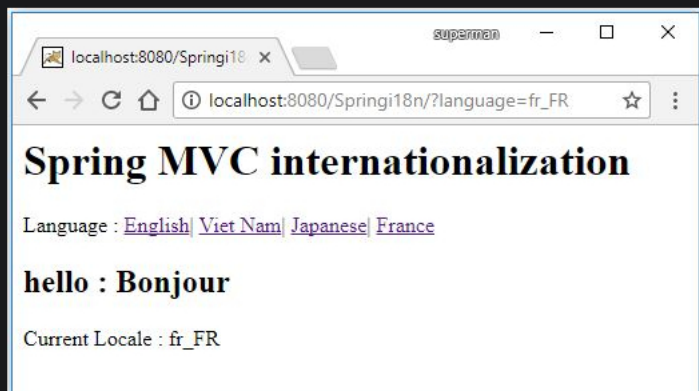 superman
localhost:8080/Springi18
localhost:8080/Springi18n/?language=fr_FR
Spring MVC internationalization
Language : English| Viet Nam| Japanese| France
hello : Bonjour
Current Locale : fr_FR